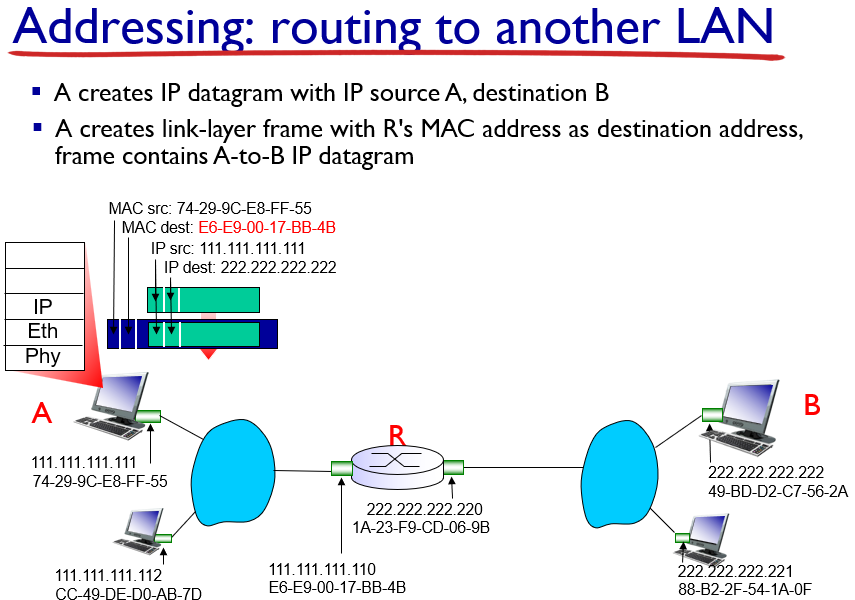 Addressing: routing to another LAN
A creates IP datagram with IP source A, destination B
A creates link-layer frame with R's MAC address as destination address,
frame contains A-to-B IP datagram
MAC src: 74-29-9C-E8-FF-55
MAC dest: E6-E9-00-17-BB-4B
IP src: 111.111.111.111
IP dest: 222.222.222.222
IP
Eth
Phy
A
R
B
111.111.111.111
74-29-9C-E8-FF-55
222.222.222.222
49-BD-D2-C7-56-2A
222.222.222.220
1A-23-F9-CD-06-9B
111.111.111.112
CC-49-DE-D0-AB-7D
111.111.111.110
E6-E9-00-17-BB-4B
222.222.222.221
88-B2-2F-54-1A-0F